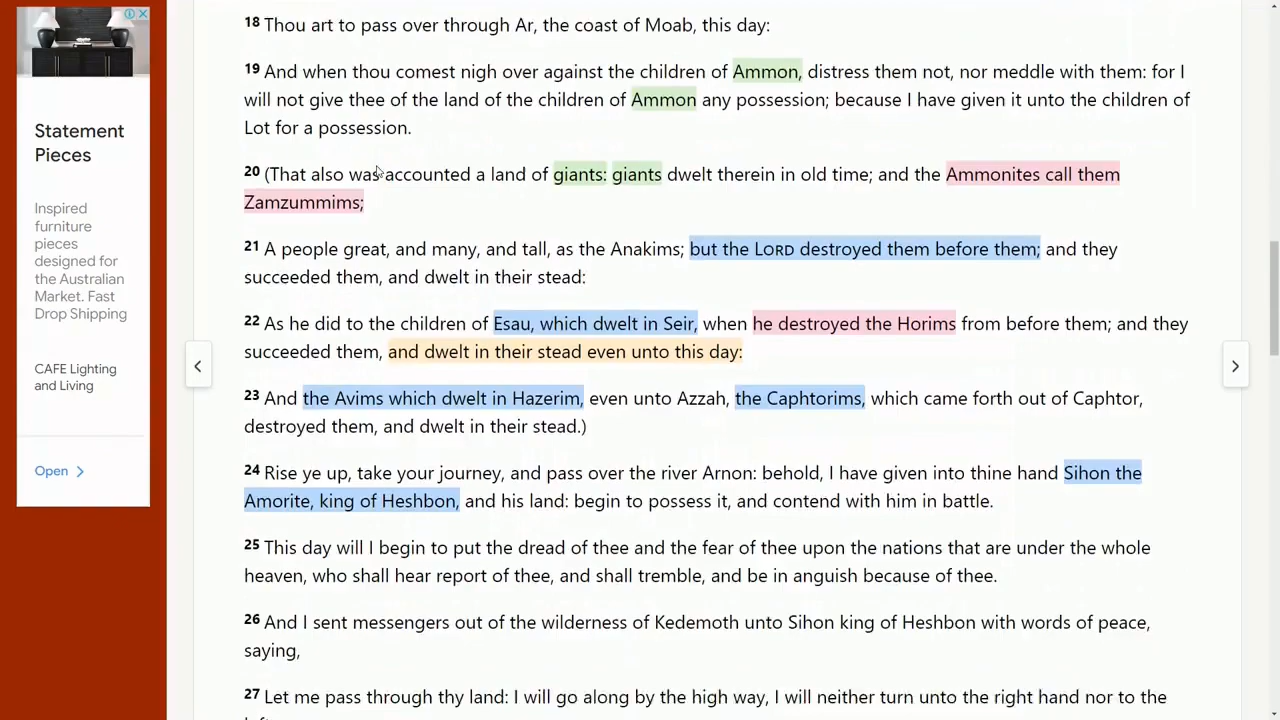 Statement
Pieces
Inspired
furniture
pieces
designed for
the Australian
Market. Fast
Drop Shipping
CAFE Lighting
and Living
Open
18 Thou art to pass over through Ar, the coast of Moab, this day:
19 And when thou comest nigh over against the children of Ammon, distress them not, nor meddle with them: for I
will not give thee of the land of the children of Ammon any possession; because I have given it unto the children of
Lot for a possession.
20 (That also was accounted a land of giants: giants dwelt therein in old time; and the Ammonites call them
Zamzummims;
21 A people great, and many, and tall, as the Anakims; but the LORD destroyed them before them; and they
succeeded them, and dwelt in their stead:
22 As he did to the children of Esau, which dwelt in Seir, when he destroyed the Horims from before them; and they
succeeded them, and dwelt in their stead even unto this day:
23 And the Avims which dwelt in Hazerim, even unto Azzah, the Caphtorims, which came forth out of Caphtor,
destroyed them, and dwelt in their stead.)
24 Rise ye up, take your journey, and pass over the river Arnon: behold, I have given into thine hand Sihon the
Amorite, king of Heshbon, and his land: begin to possess it, and contend with him in battle.
25 This day will I begin to put the dread of thee and the fear of thee upon the nations that are under the whole
heaven, who shall hear report of thee, and shall tremble, and be in anguish because of thee.
26 And I sent messengers out of the wilderness of Kedemoth unto Sihon king of Heshbon with words of peace,
saying,
27 Let me pass through thy land: I will go along by the high way, I will neither turn unto the right hand nor to the